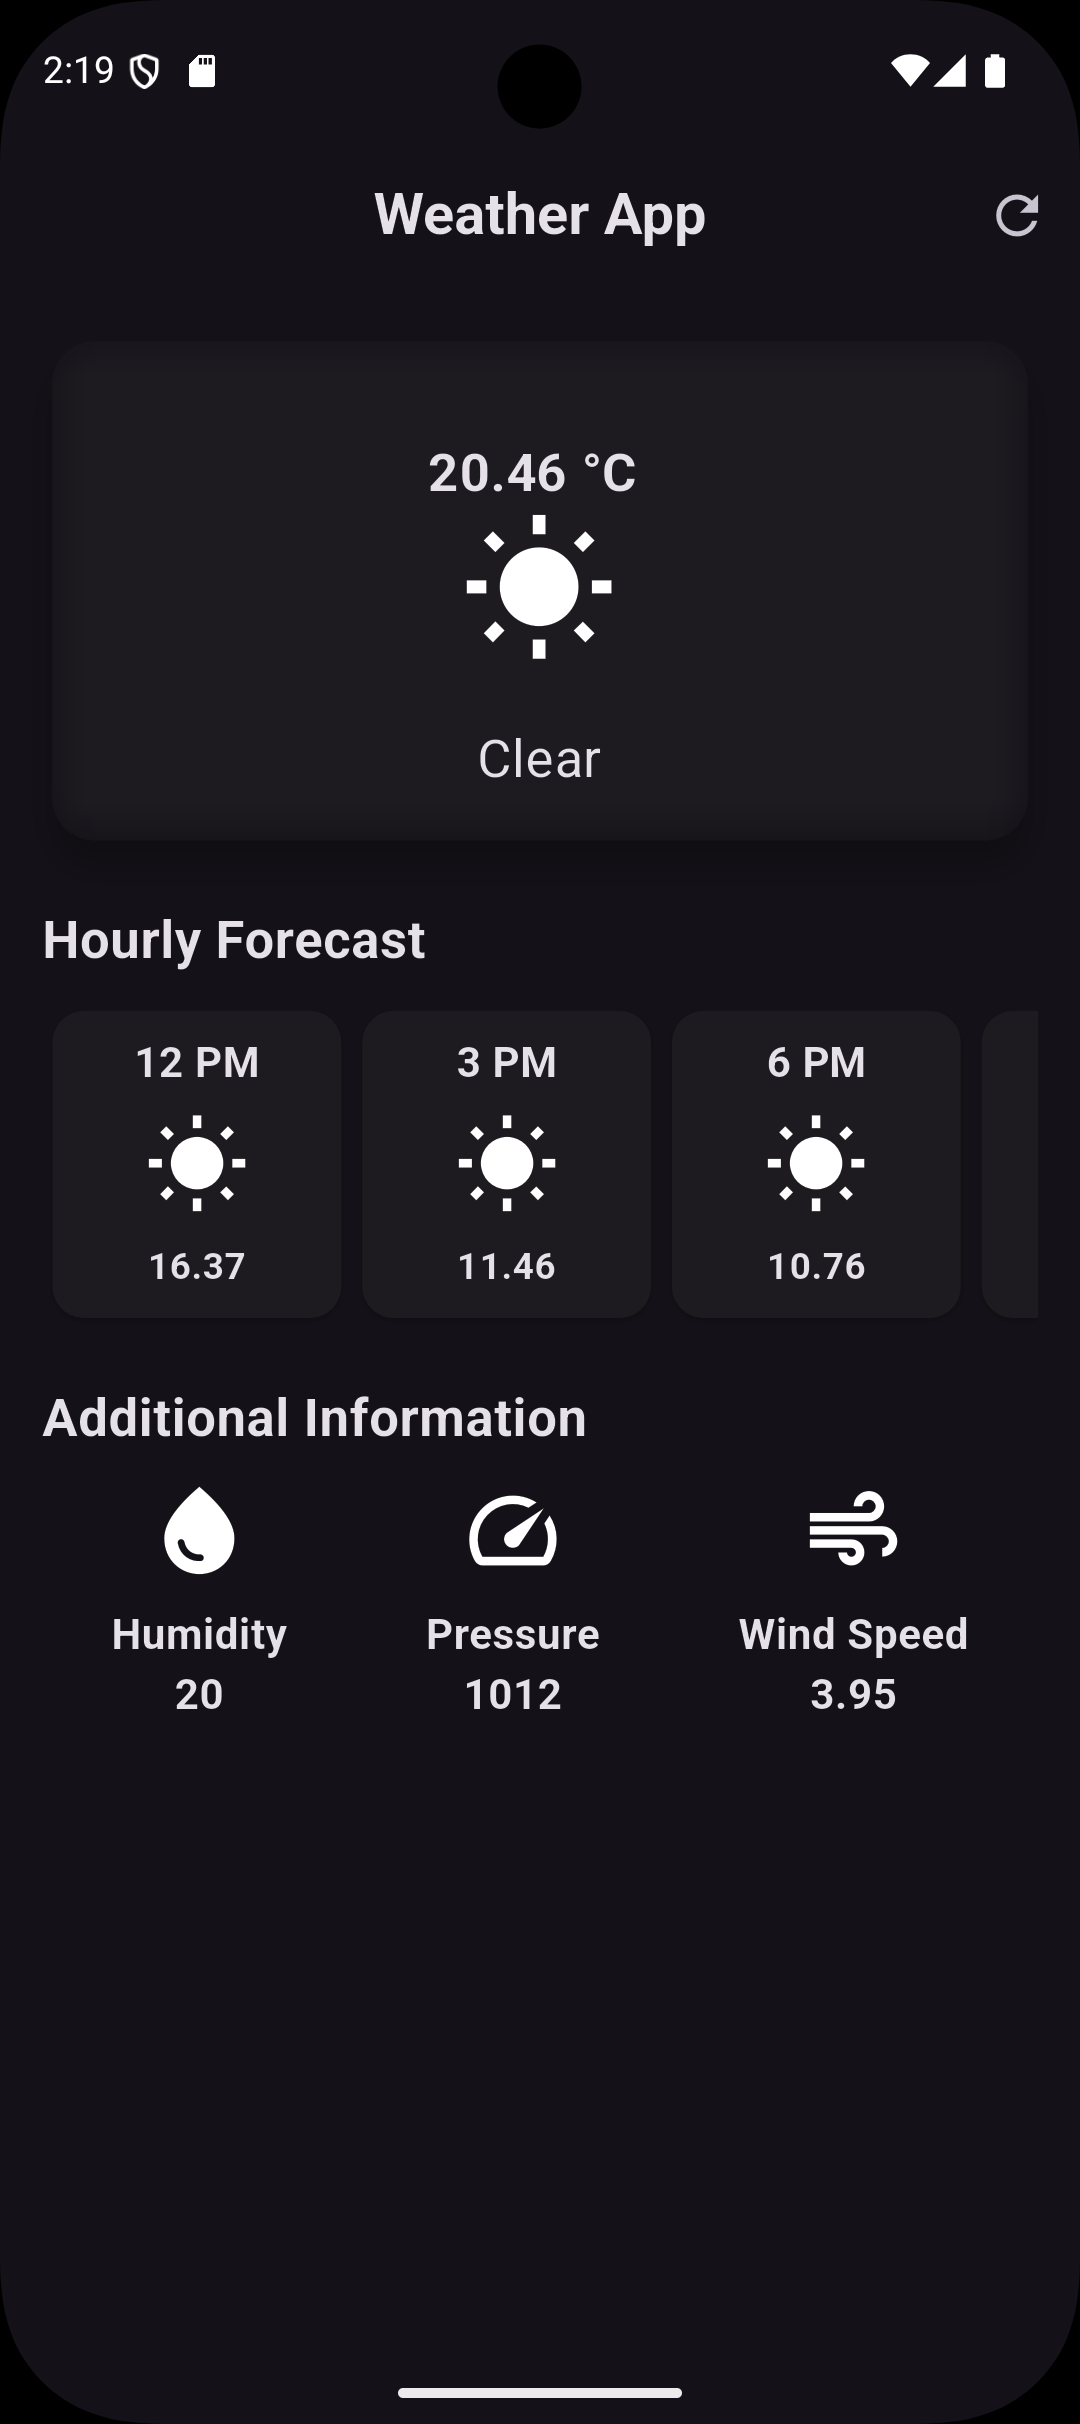 2:19
Weather App
20.46 °C
Clear
Hourly Forecast
12 PM 3 PM 6 PM
16.37 11.46 10.76
Additional Information
Humidity Pressure Wind Speed
20 1012 3.95